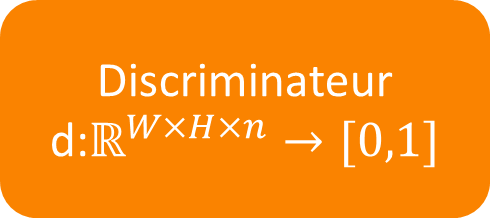 Discriminateur
d:ℝ^{W×H×n} → [0,1]